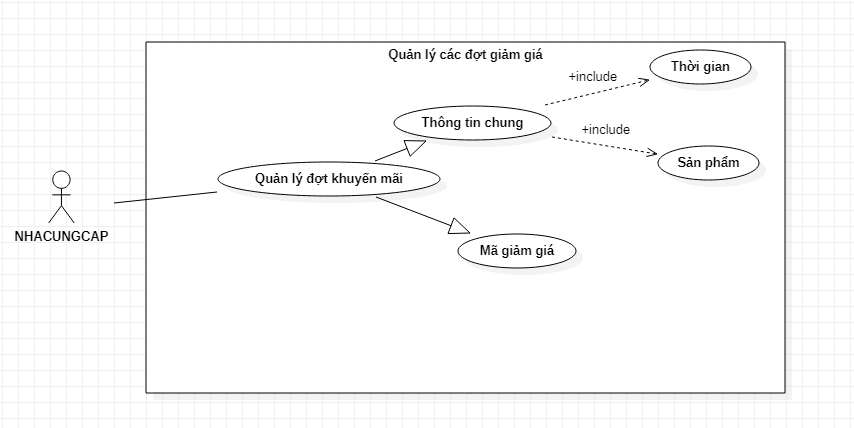 Quản lý các đợt giảm giá
Thời gian
+include
Thông tin chung
+include
Sản phẩm
Quản lý đợt khuyến mãi
NHACUNGCAP
Mã giảm giá